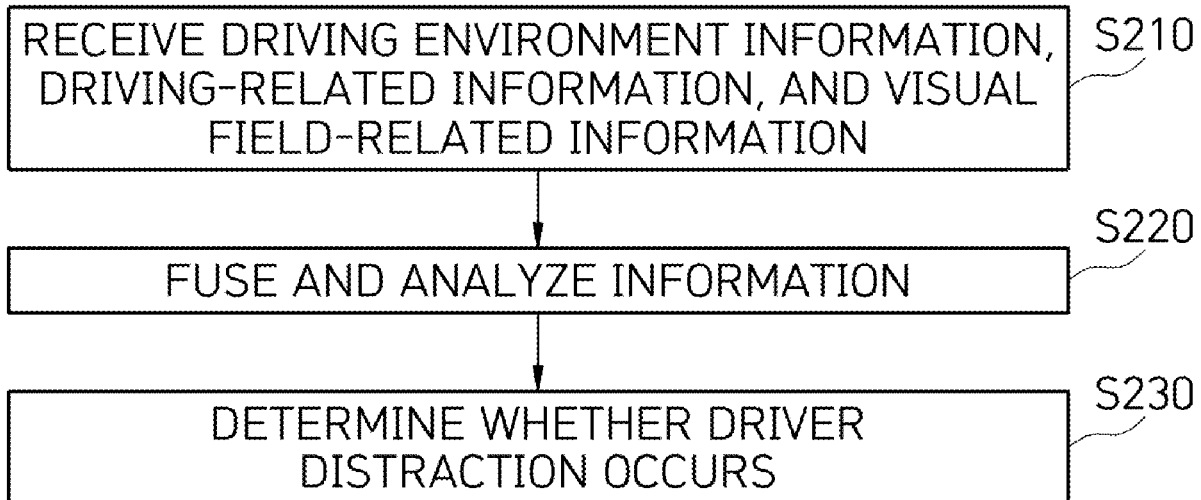 RECEIVE DRIVING ENVIRONMENT INFORMATION,
DRIVING-RELATED INFORMATION, AND VISUAL
FIELD-RELATED INFORMATION
S210
FUSE AND ANALYZE INFORMATION
S220
DETERMINE WHETHER DRIVER
DISTRACTION OCCURS
S230